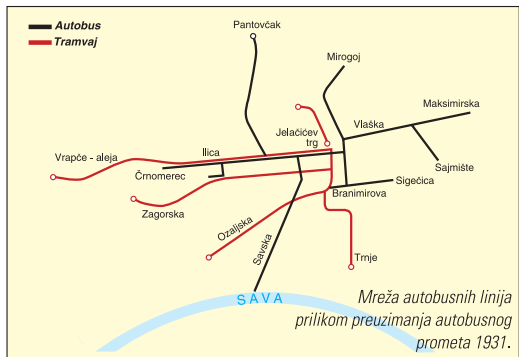 Autobus
Tramvaj
Pantovčak
Mirogoj
Maksimirska
Vlaška
Jelačićev
trg
Ilica
Vrapče - aleja
Črnomerec
Sajmište
Sigečica
Branimirova
Zagorska
Ozaljska
Savska
Trnje
SAVA
Mreža autobusnih linija
prilikom preuzimanja autobusnog
prometa 1931.